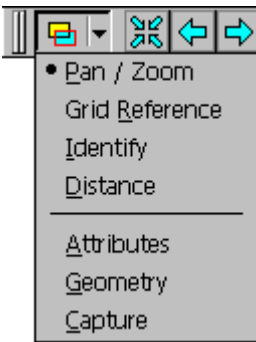 Pan / Zoom
Grid Reference
Identify
Distance
Attributes
Geometry
Capture